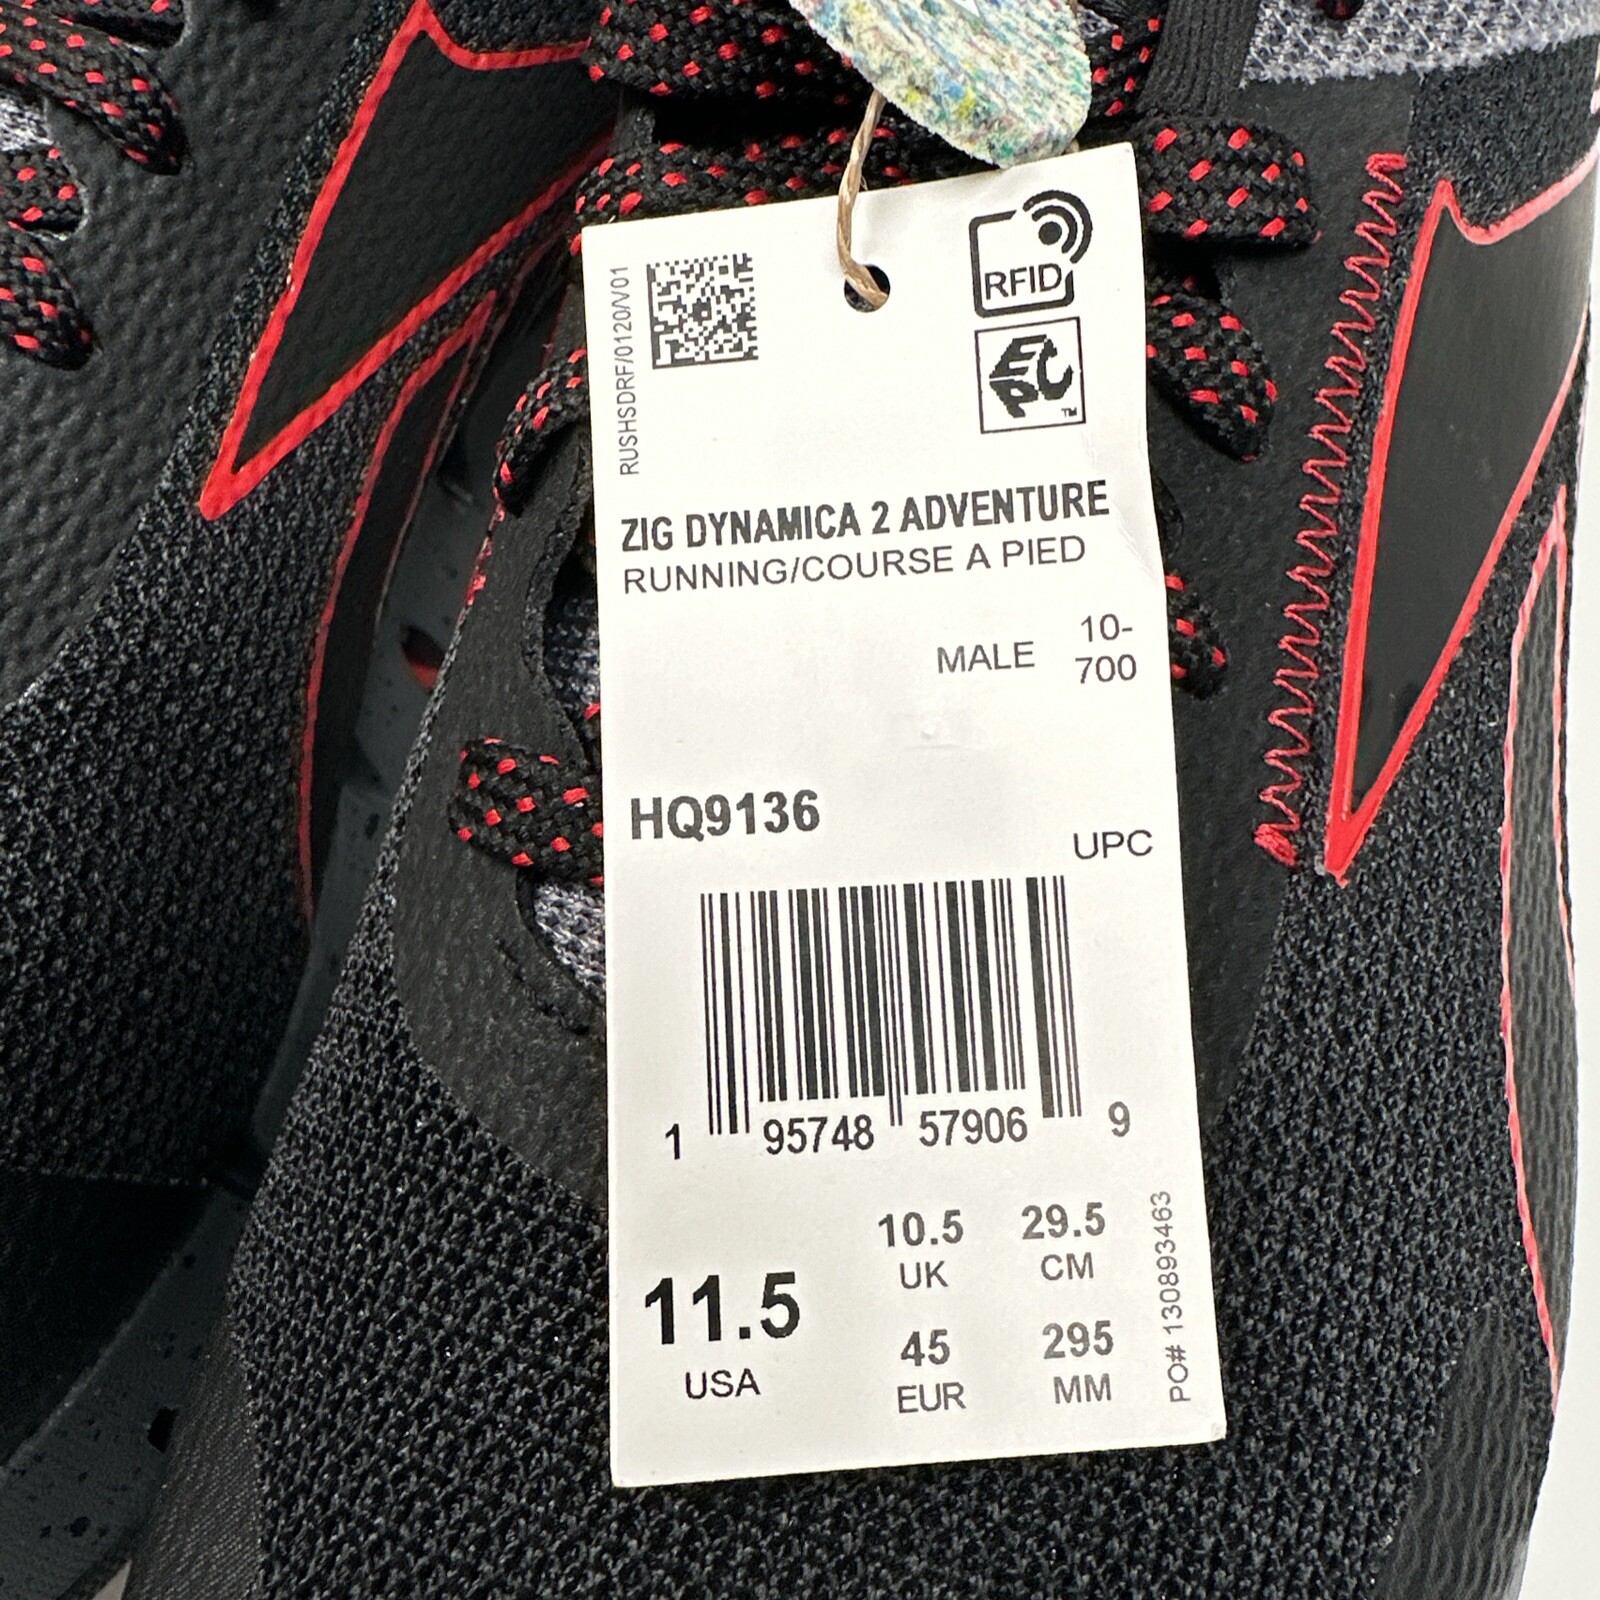 RFID
EPC
TM
RUSHSDRF/0120/V01
ZIG DYNAMICA 2 ADVENTURE
RUNNING/COURSE A PIED
MALE 10-
700
HQ9136
UPC
1 95748 57906 9
11.5
USA
10.5
UK
29.5
CM
45
EUR
295
MM
PO# 130893463